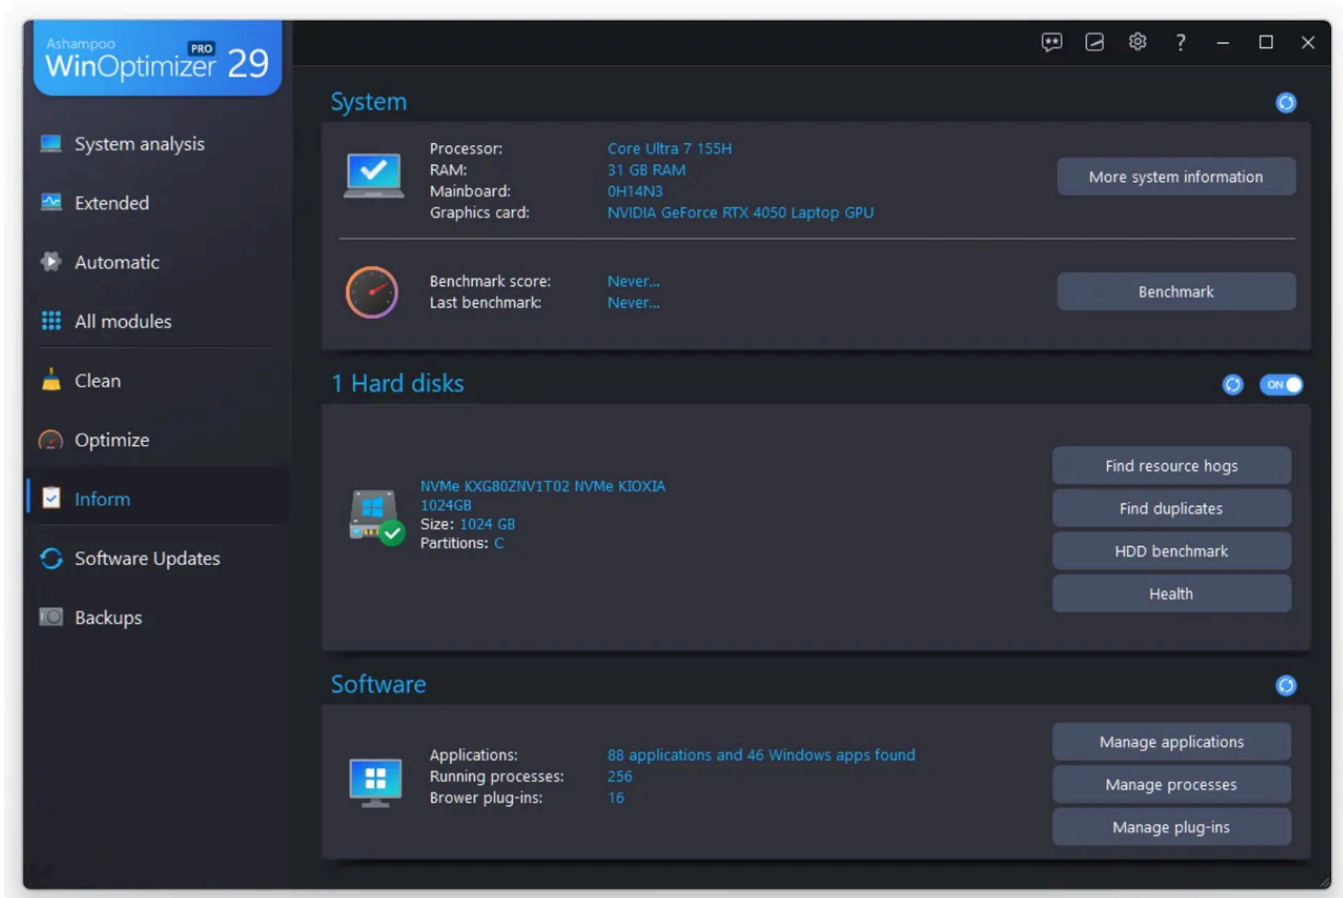 Ashampoo
WinOptimizer PRO 29
?
System analysis
Extended
Automatic
All modules
Clean
Optimize
Inform
Software Updates
Backups
System
Processor: Core Ultra 7 155H
RAM: 31 GB RAM
Mainboard: 0H14N3
Graphics card: NVIDIA GeForce RTX 4050 Laptop GPU
More system information
Benchmark score: Never...
Last benchmark: Never...
Benchmark
1 Hard disks
ON
NVMe KXG80ZNV1T02 NVMe KIOXIA
1024GB
Size: 1024 GB
Partitions: C
Find resource hogs
Find duplicates
HDD benchmark
Health
Software
Applications: 88 applications and 46 Windows apps found
Running processes: 256
Brower plug-ins: 16
Manage applications
Manage processes
Manage plug-ins